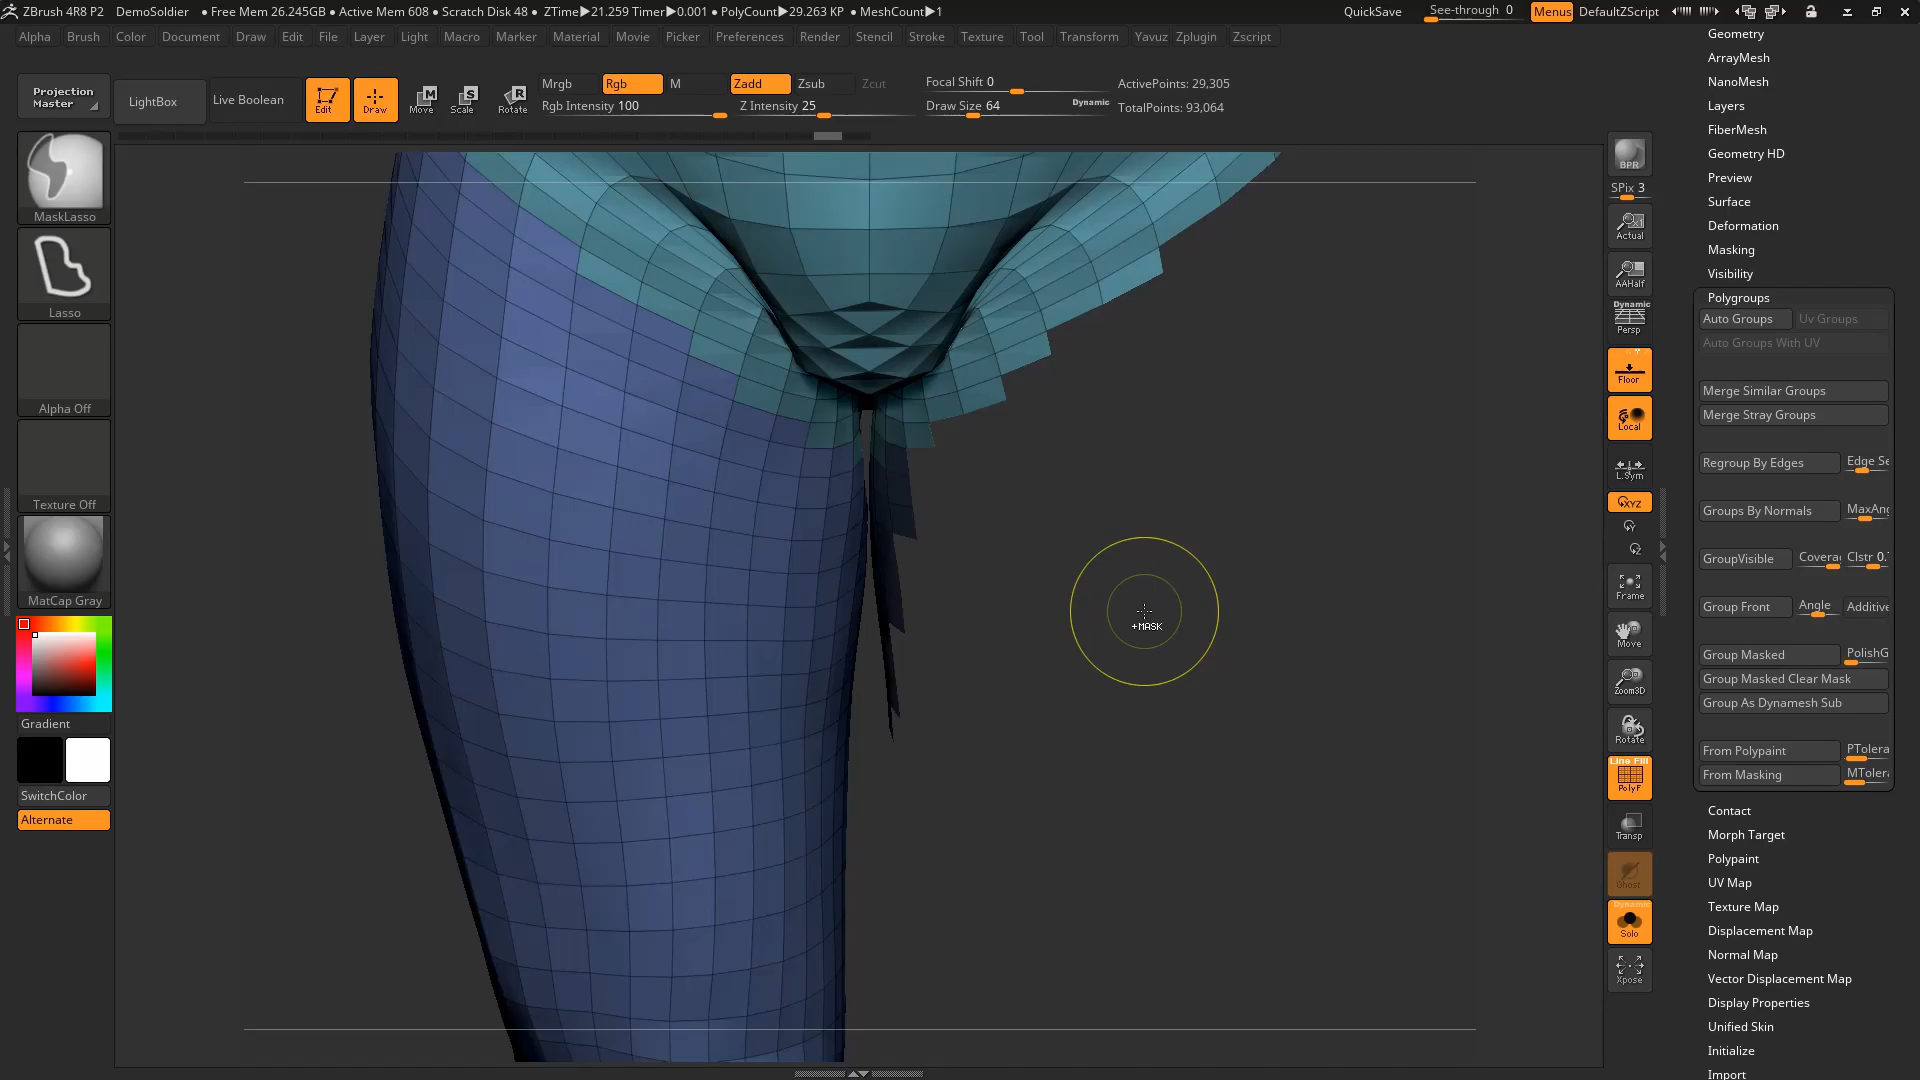 ZBrush 4R8 P2 DemoSoldier ● Free Mem 26.245GB ● Active Mem 608 ● Scratch Disk 48 ● ZTime▶21.259 Timer▶0.001 ● PolyCount▶29.263 KP ● MeshCount▶1 QuickSave See-through 0 Menus DefaultZScript
Alpha Brush Color Document Draw Edit File Layer Light Macro Marker Material Movie Picker Preferences Render Stencil Stroke Texture Tool Transform Yavuz Zplugin Zscript
Projection Master
LightBox
Live Boolean
Edit
Draw
Move
Scale
Rotate
Mrgb Rgb M Zadd Zsub Zcut
Rgb Intensity 100 Z Intensity 25
Focal Shift 0
Draw Size 64 Dynamic
ActivePoints: 29,305
TotalPoints: 93,064
MaskLasso
Lasso
Alpha Off
Texture Off
MatCap Gray
Gradient
SwitchColor
Alternate
+MASK
BPR
SPix 3
Actual
AAHalf
Dynamic
Persp
Floor
Local
L.Sym
XYZ
Y
Z
Frame
Move
Zoom3D
Rotate
Line Fill
PolyF
Transp
Ghost
Dynamic
Solo
Xpose
Geometry
ArrayMesh
NanoMesh
Layers
FiberMesh
Geometry HD
Preview
Surface
Deformation
Masking
Visibility
Polygroups
Auto Groups Uv Groups
Auto Groups With UV
Merge Similar Groups
Merge Stray Groups
Regroup By Edges Edge Se
Groups By Normals MaxAng
GroupVisible Covera Clstr 0.
Group Front Angle Additive
Group Masked PolishG
Group Masked Clear Mask
Group As Dynamesh Sub
From Polypaint PTolera
From Masking MTolera
Contact
Morph Target
Polypaint
UV Map
Texture Map
Displacement Map
Normal Map
Vector Displacement Map
Display Properties
Unified Skin
Initialize
Import